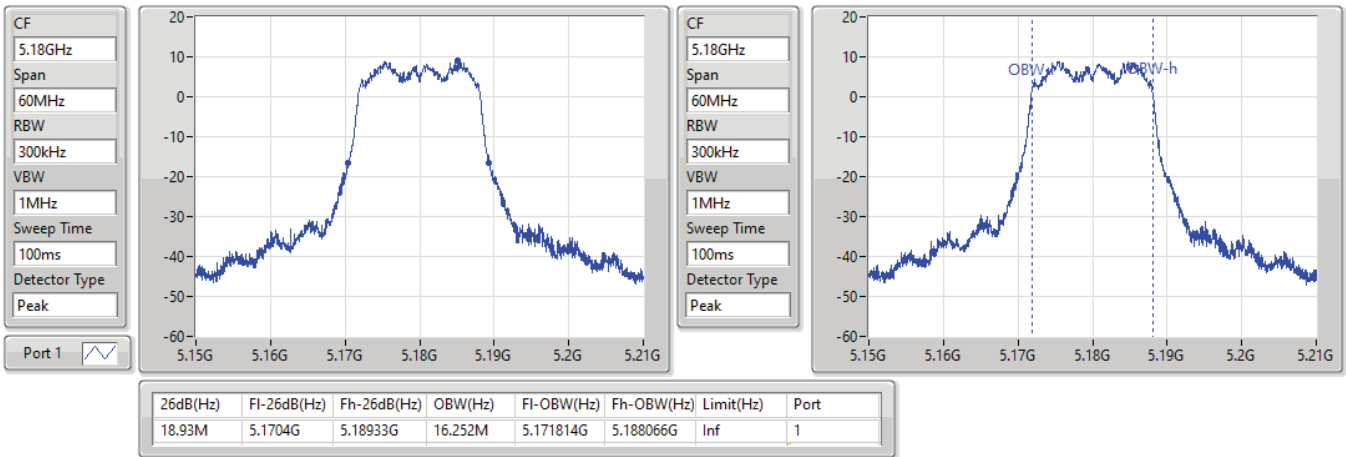 CF
5.18GHz
Span
60MHz
RBW
300kHz
VBW
1MHz
Sweep Time
100ms
Detector Type
Peak
Port 1
20
10
0
-10
-20
-30
-40
-50
-60
5.15G 5.16G 5.17G 5.18G 5.19G 5.2G 5.21G
CF
5.18GHz
Span
60MHz
RBW
300kHz
VBW
1MHz
Sweep Time
100ms
Detector Type
Peak
20
10
0
-10
-20
-30
-40
-50
-60
OBW-h
5.15G 5.16G 5.17G 5.18G 5.19G 5.2G 5.21G
26dB(Hz) Fl-26dB(Hz) Fh-26dB(Hz) OBW(Hz) Fl-OBW(Hz) Fh-OBW(Hz) Limit(Hz) Port
18.93M 5.1704G 5.18933G 16.252M 5.171814G 5.188066G Inf 1